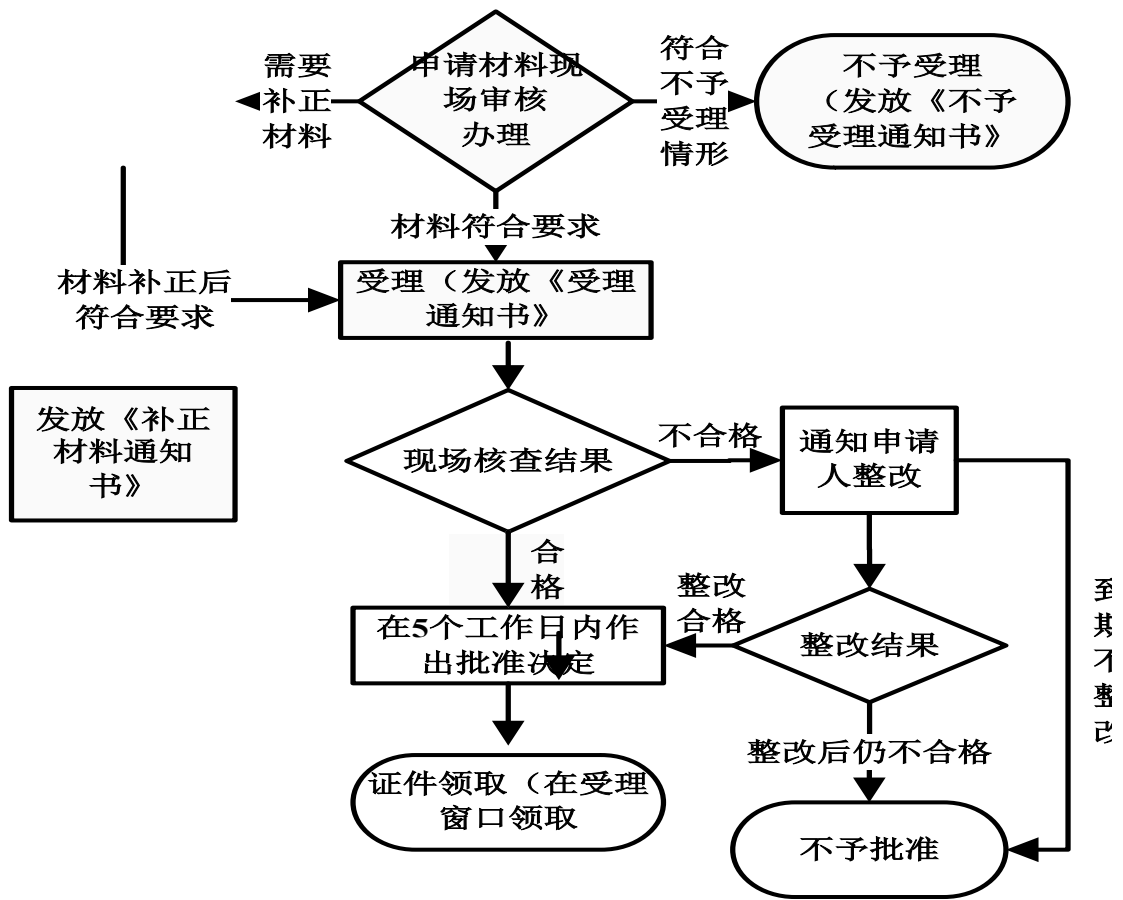 申请材料现
场审核
办理
需要
补正
材料
符合
不予
受理
情形
不予受理
（发放《不予
受理通知书》
材料符合要求
受理（发放《受理
通知书》
材料补正后
符合要求
发放《补正
材料通知
书》
现场核查结果
不合格
通知申请
人整改
合
格
在5个工作日内作
出批准决定
整改
合格
整改结果
到
期
不
整
改
整改后仍不合格
证件领取（在受理
窗口领取
不予批准